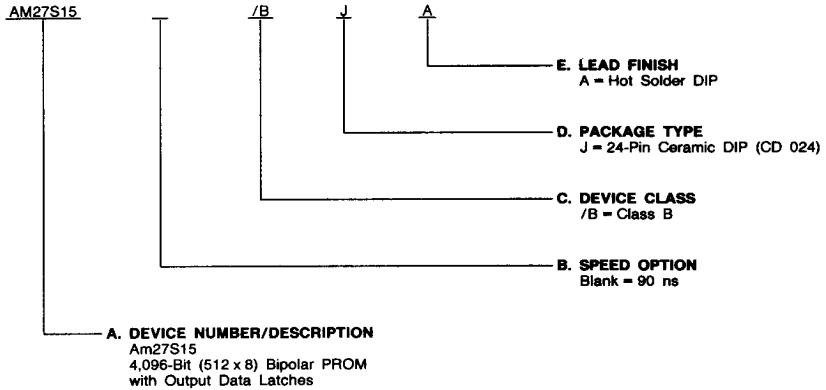 AM27S15 _ /B J A
E. LEAD FINISH
A = Hot Solder DIP
D. PACKAGE TYPE
J = 24-Pin Ceramic DIP (CD 024)
C. DEVICE CLASS
/B = Class B
B. SPEED OPTION
Blank = 90 ns
A. DEVICE NUMBER/DESCRIPTION
Am27S15
4,096-Bit (512 x 8) Bipolar PROM
with Output Data Latches